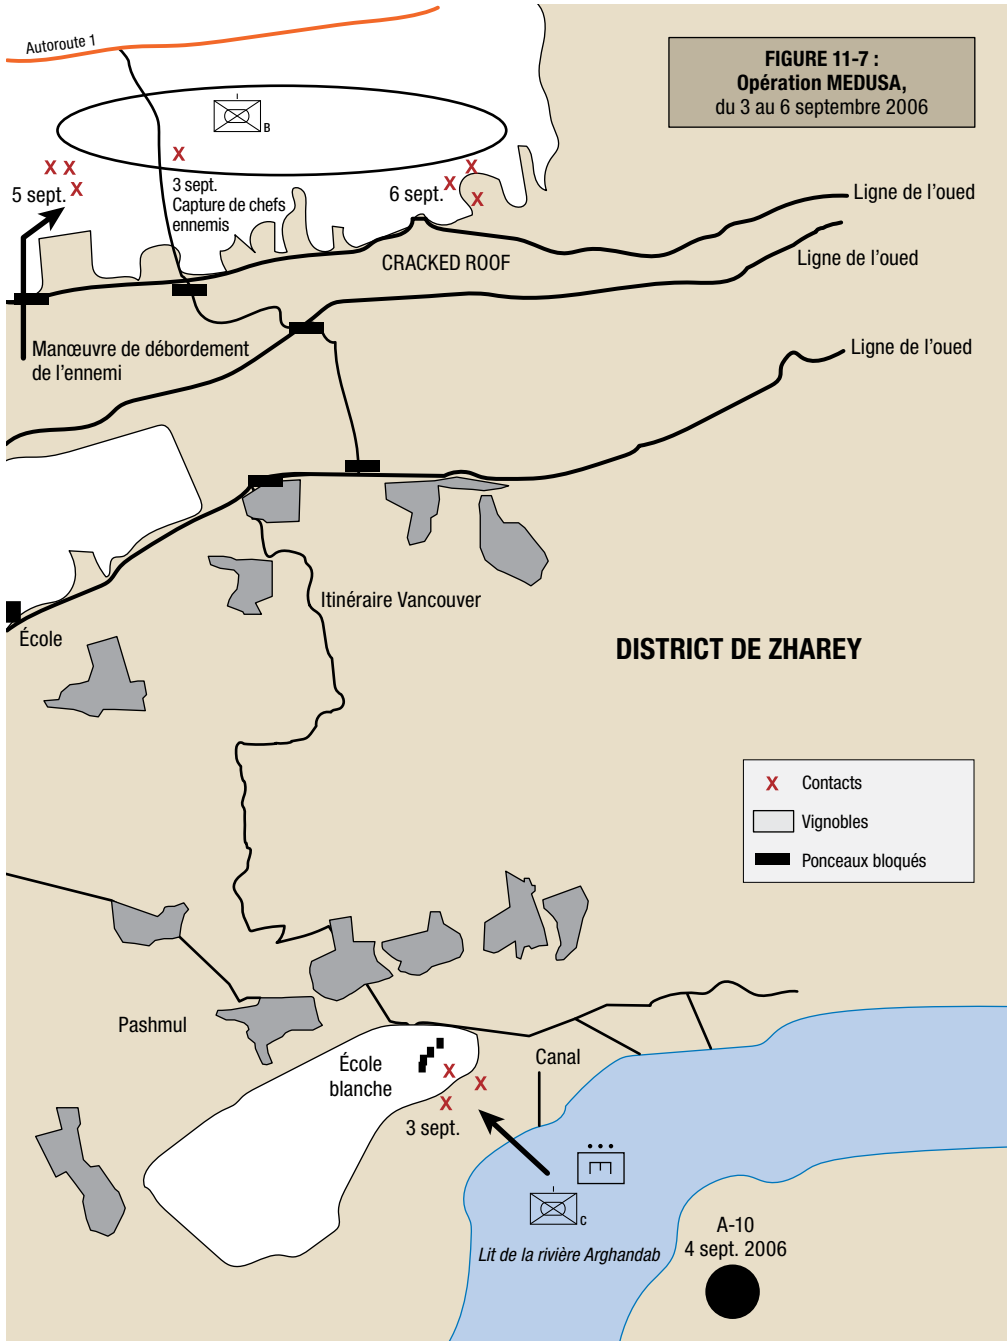 Autoroute 1
FIGURE 11-7 :
Opération MEDUSA,
du 3 au 6 septembre 2006
B
5 sept.
3 sept.
Capture de chefs
ennemis
6 sept.
Ligne de l’oued
CRACKED ROOF
Ligne de l’oued
Manœuvre de débordement
de l’ennemi
Ligne de l’oued
Itinéraire Vancouver
École
DISTRICT DE ZHAREY
X Contacts
Vignobles
Ponceaux bloqués
Pashmul
École
blanche
Canal
3 sept.
C
Lit de la rivière Arghandab
A-10
4 sept. 2006